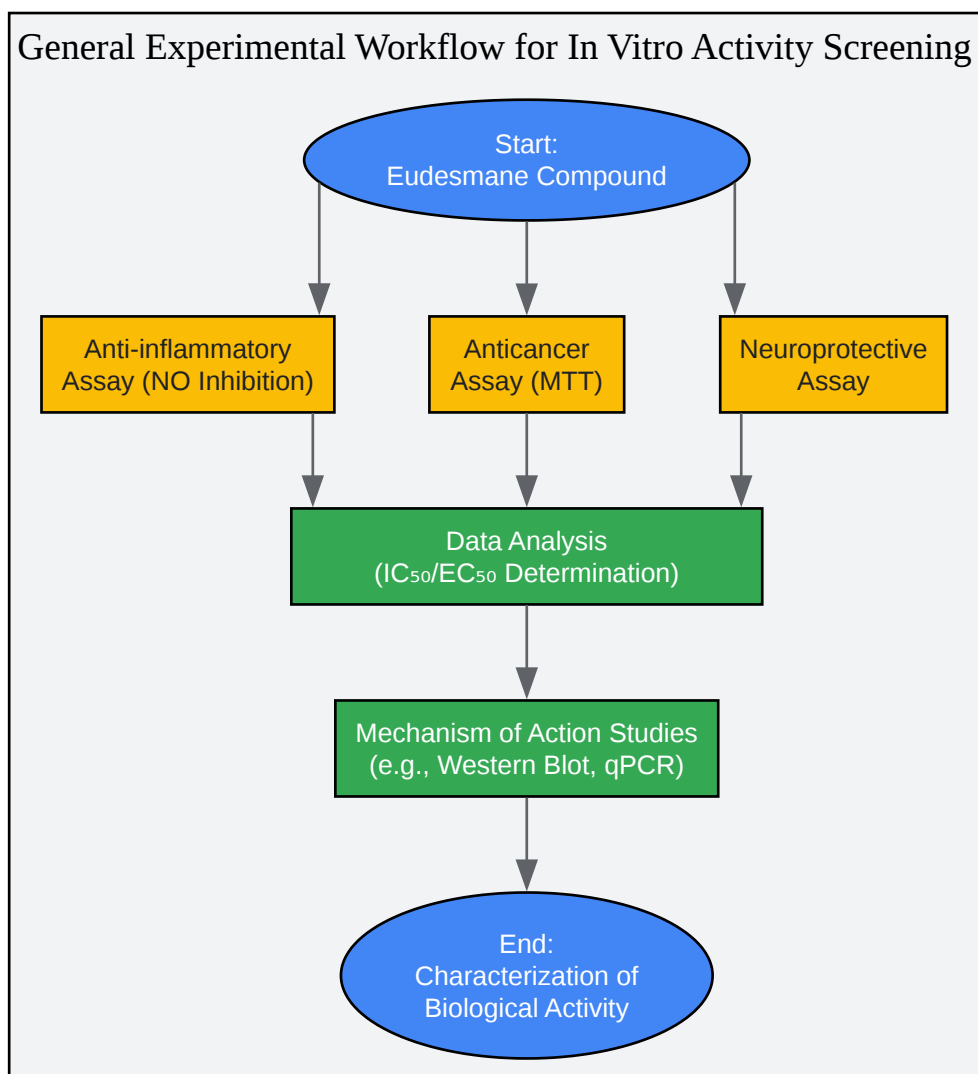 General Experimental Workflow for In Vitro Activity Screening
Start:
Eudesmane Compound
Anti-inflammatory
Assay (NO Inhibition)
Anticancer
Assay (MTT)
Neuroprotective
Assay
Data Analysis
(IC₅₀/EC₅₀ Determination)
Mechanism of Action Studies
(e.g., Western Blot, qPCR)
End:
Characterization of
Biological Activity